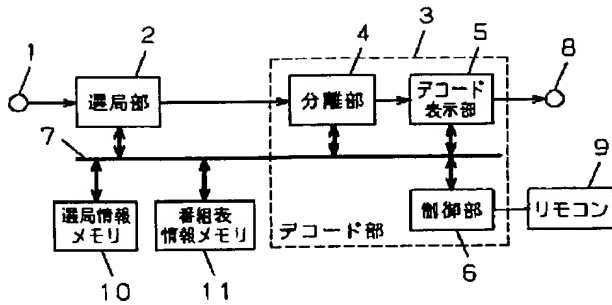 1
2
3
4
5
8
選局部
分離部
デコード
表示部
7
9
選局情報
メモリ
番組表
情報メモリ
デコード部
制御部
リモコン
10
11
6